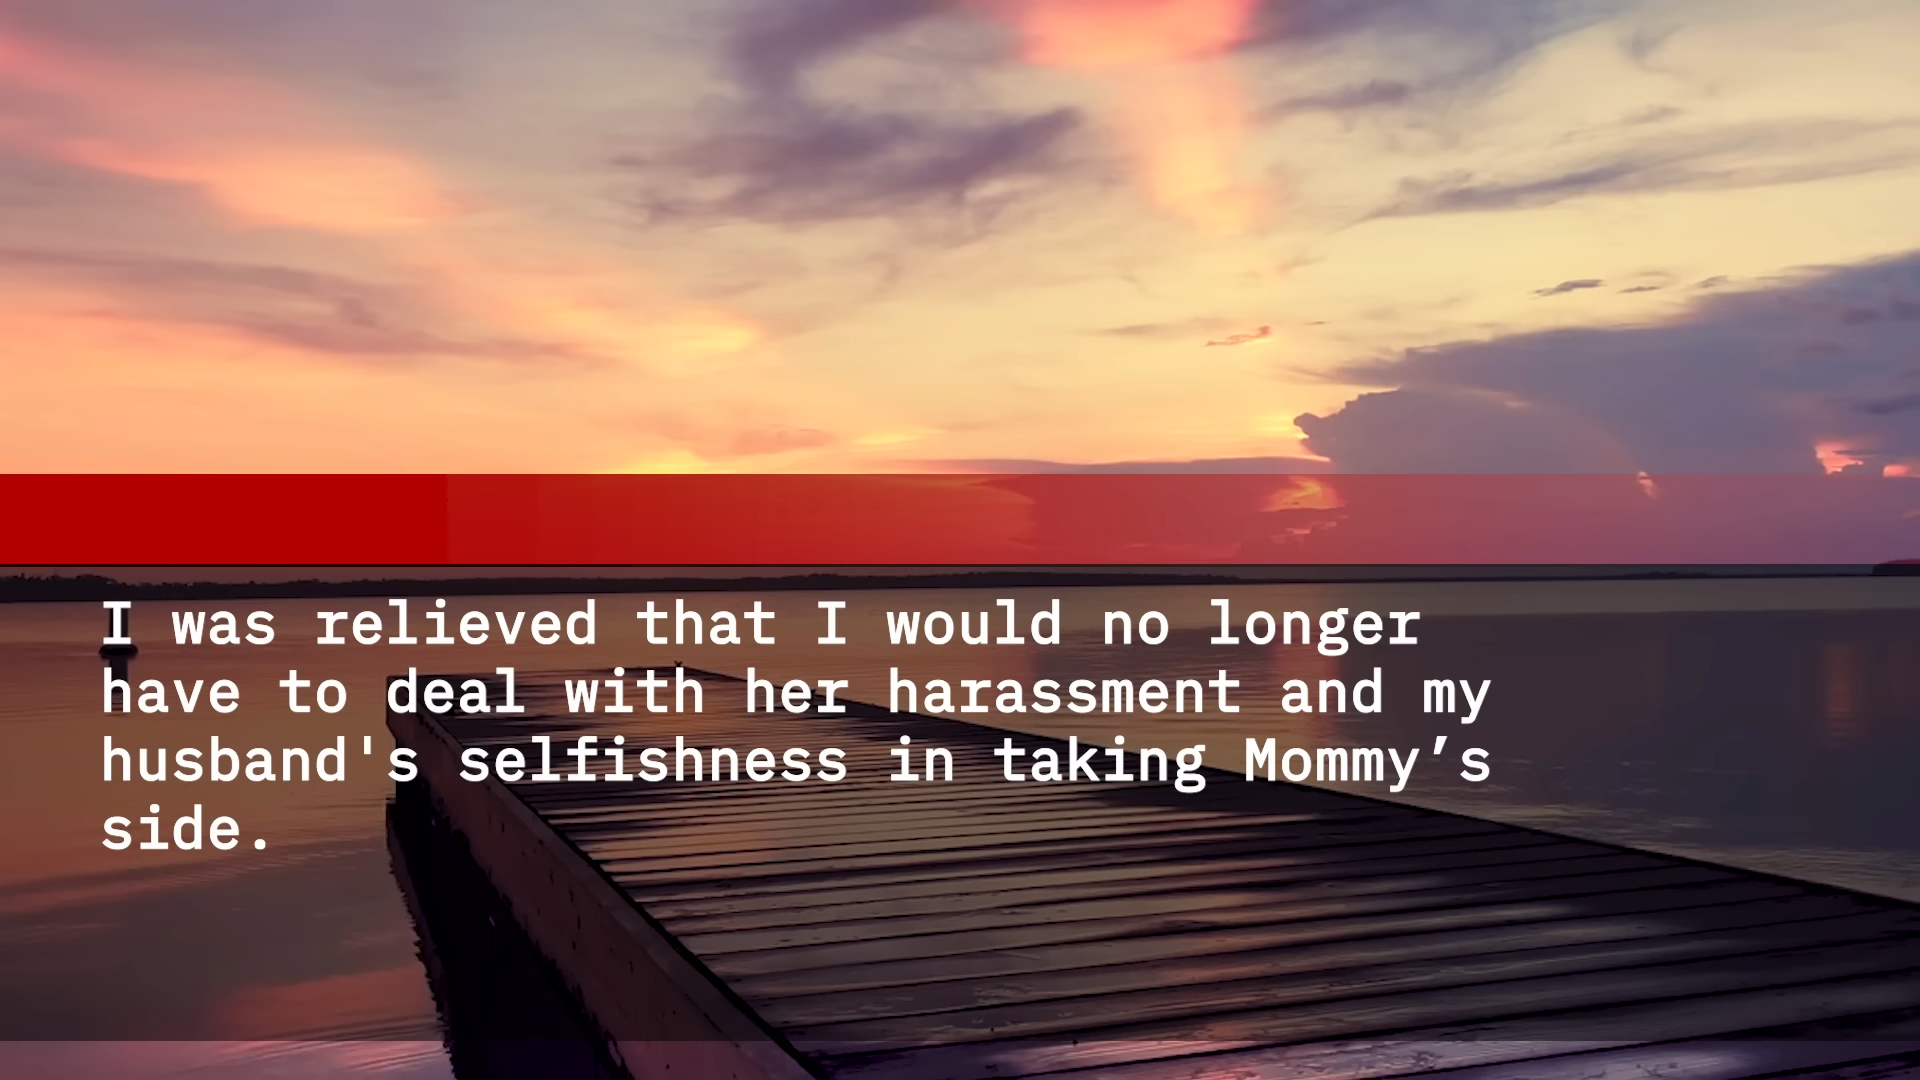 I was relieved that I would no longer
have to deal with her harassment and my
husband's selfishness in taking Mommy’s
side.